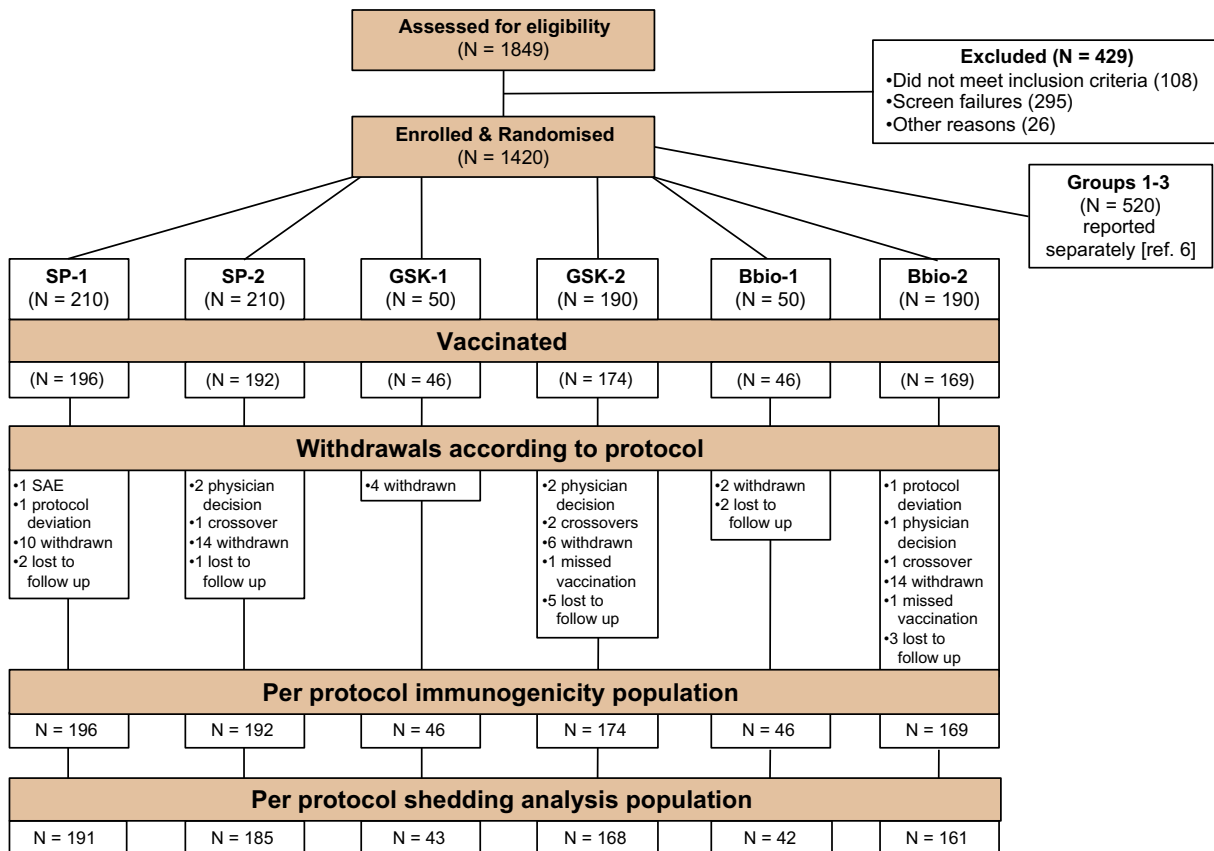 Assessed for eligibility
(N = 1849)
Excluded (N = 429)
•Did not meet inclusion criteria (108)
•Screen failures (295)
•Other reasons (26)
Enrolled & Randomised
(N = 1420)
Groups 1-3
(N = 520)
reported
separately [ref. 6]
SP-1
(N = 210)
SP-2
(N = 210)
GSK-1
(N = 50)
GSK-2
(N = 190)
Bbio-1
(N = 50)
Bbio-2
(N = 190)
Vaccinated
(N = 196)
(N = 192)
(N = 46)
(N = 174)
(N = 46)
(N = 169)
Withdrawals according to protocol
•1 SAE
•1 protocol
deviation
•10 withdrawn
•2 lost to
follow up
•2 physician
decision
•1 crossover
•14 withdrawn
•1 lost to
follow up
•4 withdrawn
•2 physician
decision
•2 crossovers
•6 withdrawn
•1 missed
vaccination
•5 lost to
follow up
•2 withdrawn
•2 lost to
follow up
•1 protocol
deviation
•1 physician
decision
•1 crossover
•14 withdrawn
•1 missed
vaccination
•3 lost to
follow up
Per protocol immunogenicity population
N = 196
N = 192
N = 46
N = 174
N = 46
N = 169
Per protocol shedding analysis population
N = 191
N = 185
N = 43
N = 168
N = 42
N = 161